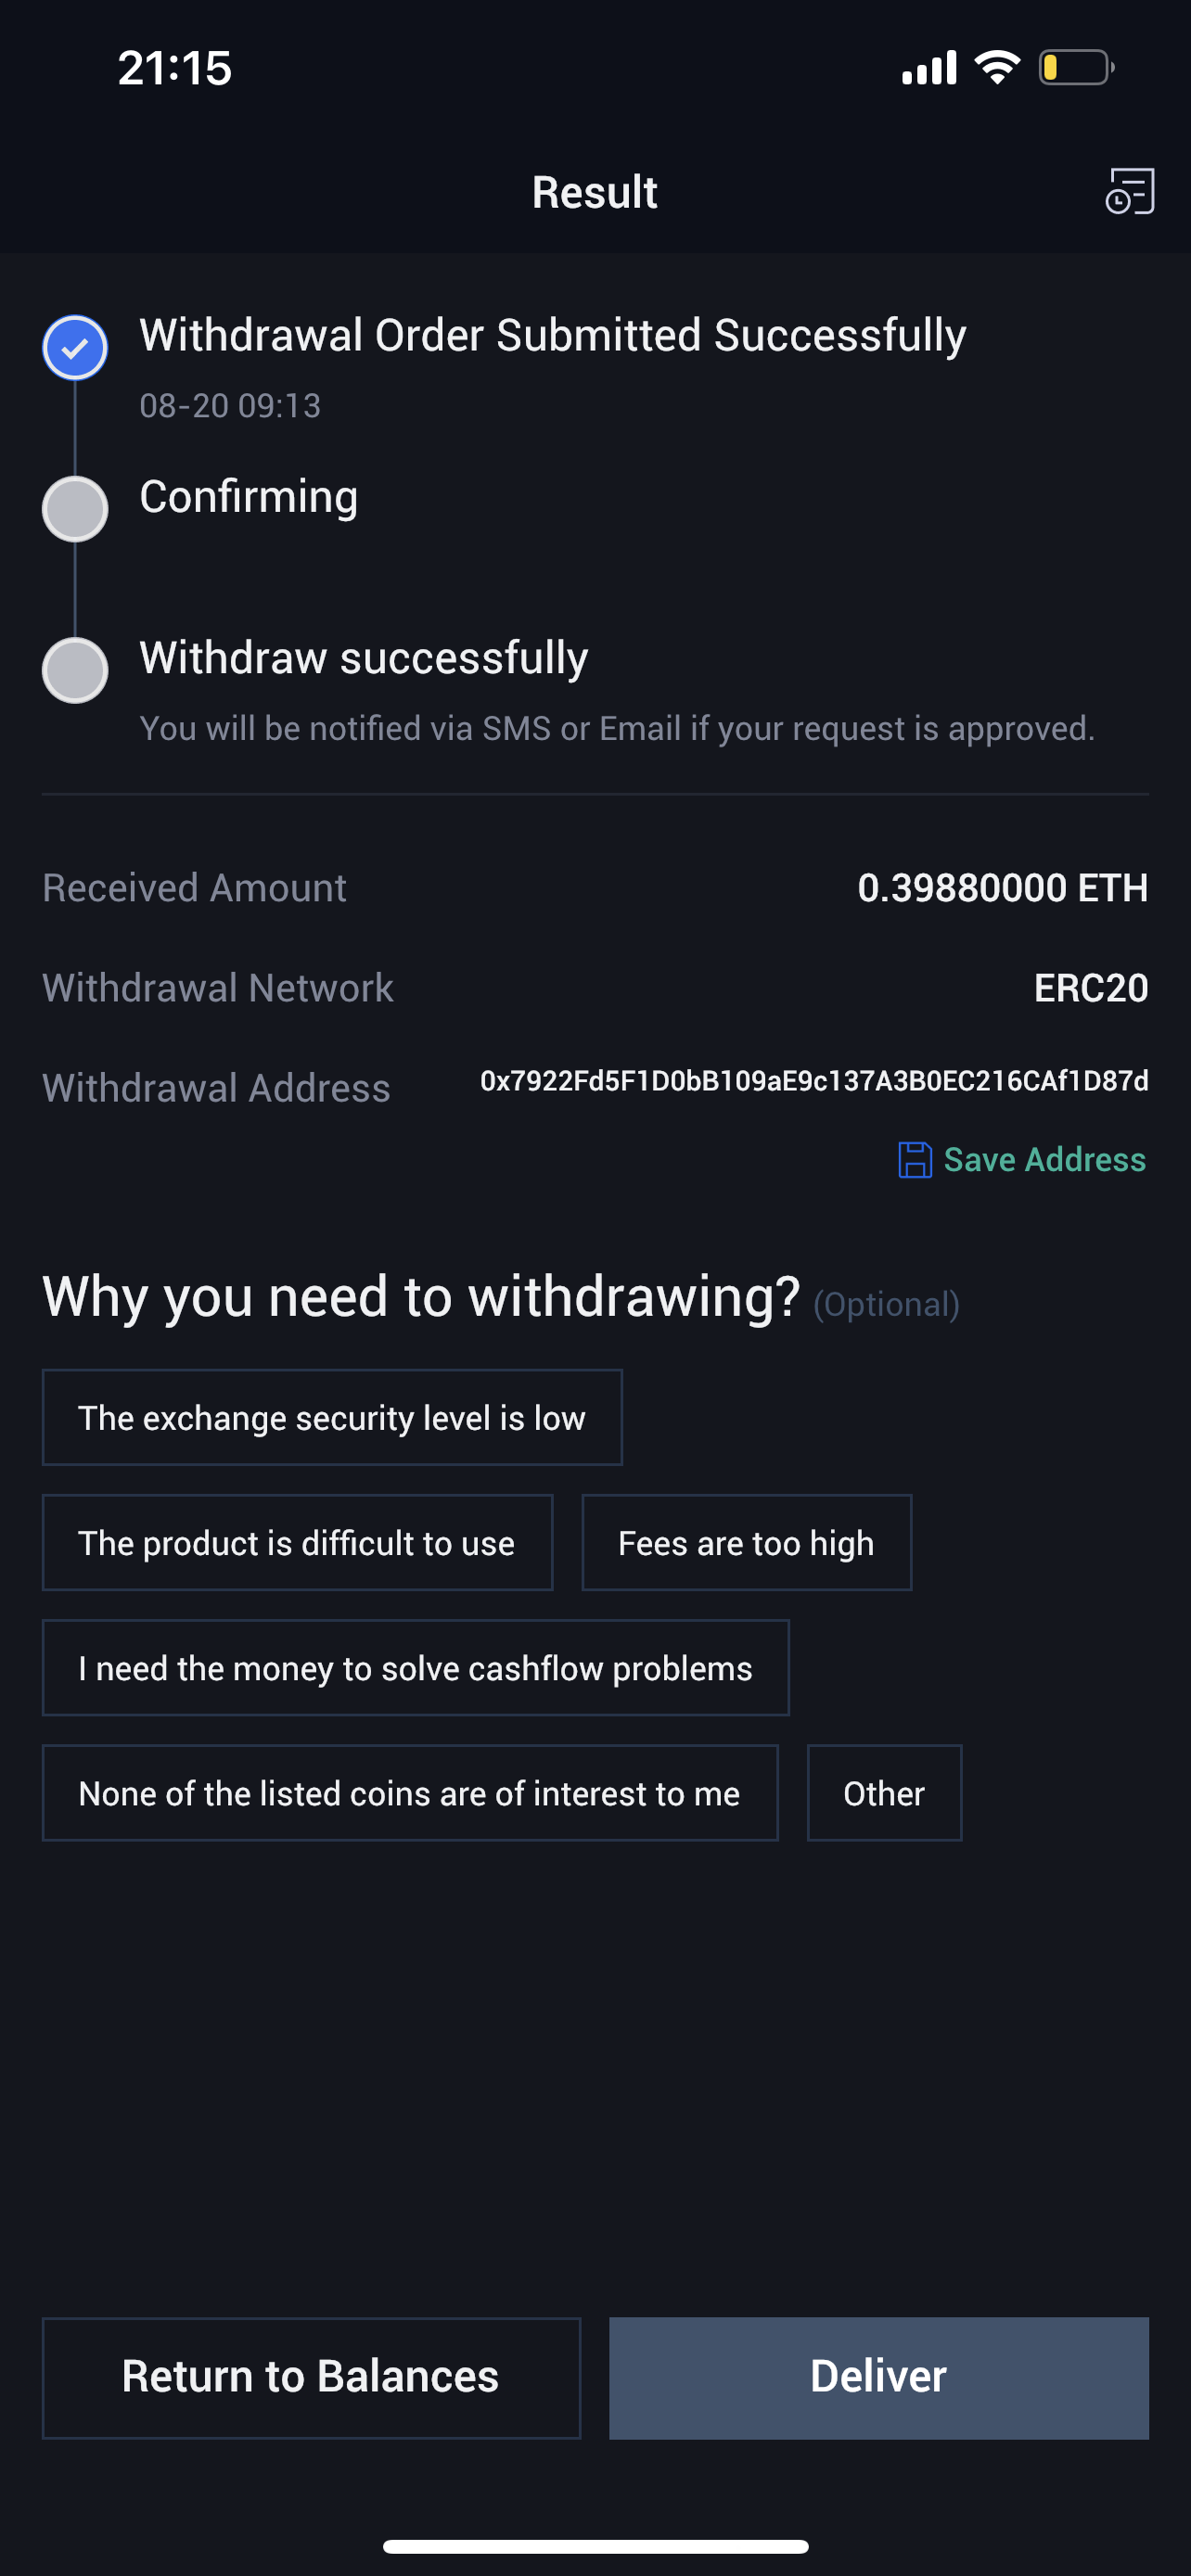 21:15
Result
Withdrawal Order Submitted Successfully
08-20 09:13
Confirming
Withdraw successfully
You will be notified via SMS or Email if your request is approved.
Received Amount 0.39880000 ETH
Withdrawal Network ERC20
Withdrawal Address 0x7922Fd5F1D0bB109aE9c137A3B0EC216CAf1D87d
Save Address
Why you need to withdrawing? (Optional)
The exchange security level is low
The product is difficult to use Fees are too high
I need the money to solve cashflow problems
None of the listed coins are of interest to me Other
Return to Balances Deliver